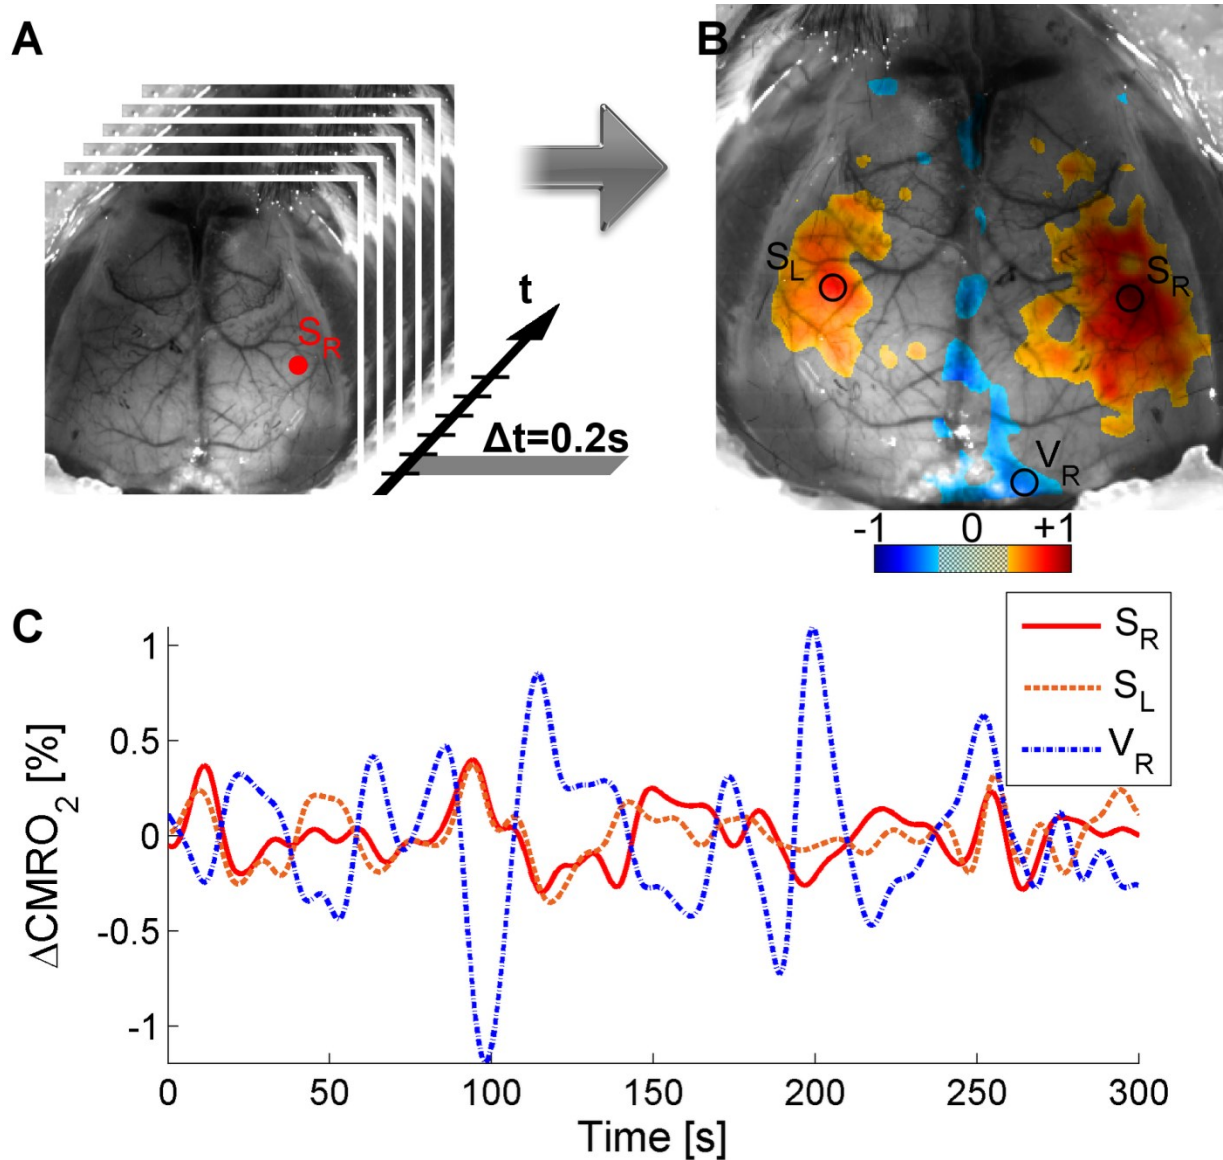 A
B
t
S_R
Δt=0.2s
S_L
S_R
V_R
-1 0 +1
C
S_R
S_L
V_R
ΔCMRO_2 [%]
1
0.5
0
-0.5
-1
0 50 100 150 200 250 300
Time [s]